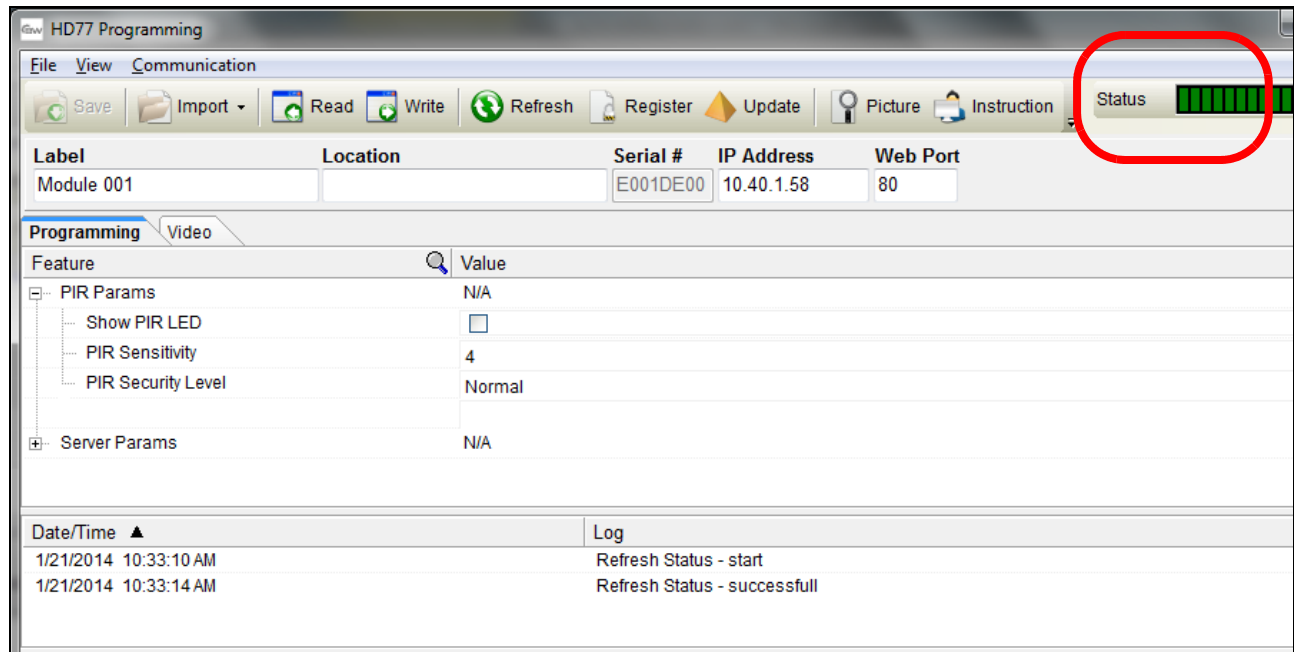 HD77 Programming
File View Communication
Save Import Read Write Refresh Register Update Picture Instruction Status
Label Location Serial # IP Address Web Port
Module 001 E001DE00 10.40.1.58 80
Programming Video
Feature Value
PIR Params N/A
Show PIR LED
PIR Sensitivity 4
PIR Security Level Normal
Server Params N/A
Date/Time Log
1/21/2014 10:33:10 AM Refresh Status - start
1/21/2014 10:33:14 AM Refresh Status - successfull